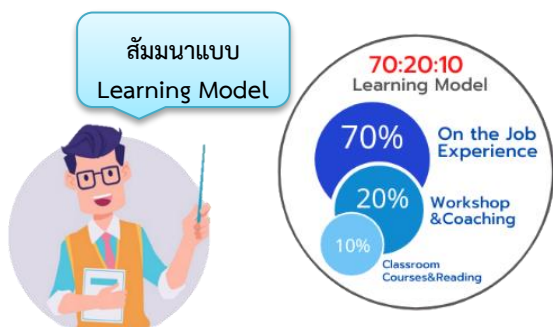 สัมมนาแบบ
Learning Model
70:20:10
Learning Model
70%
On the Job
Experience
20%
Workshop
&Coaching
10%
Classroom
Courses&Reading